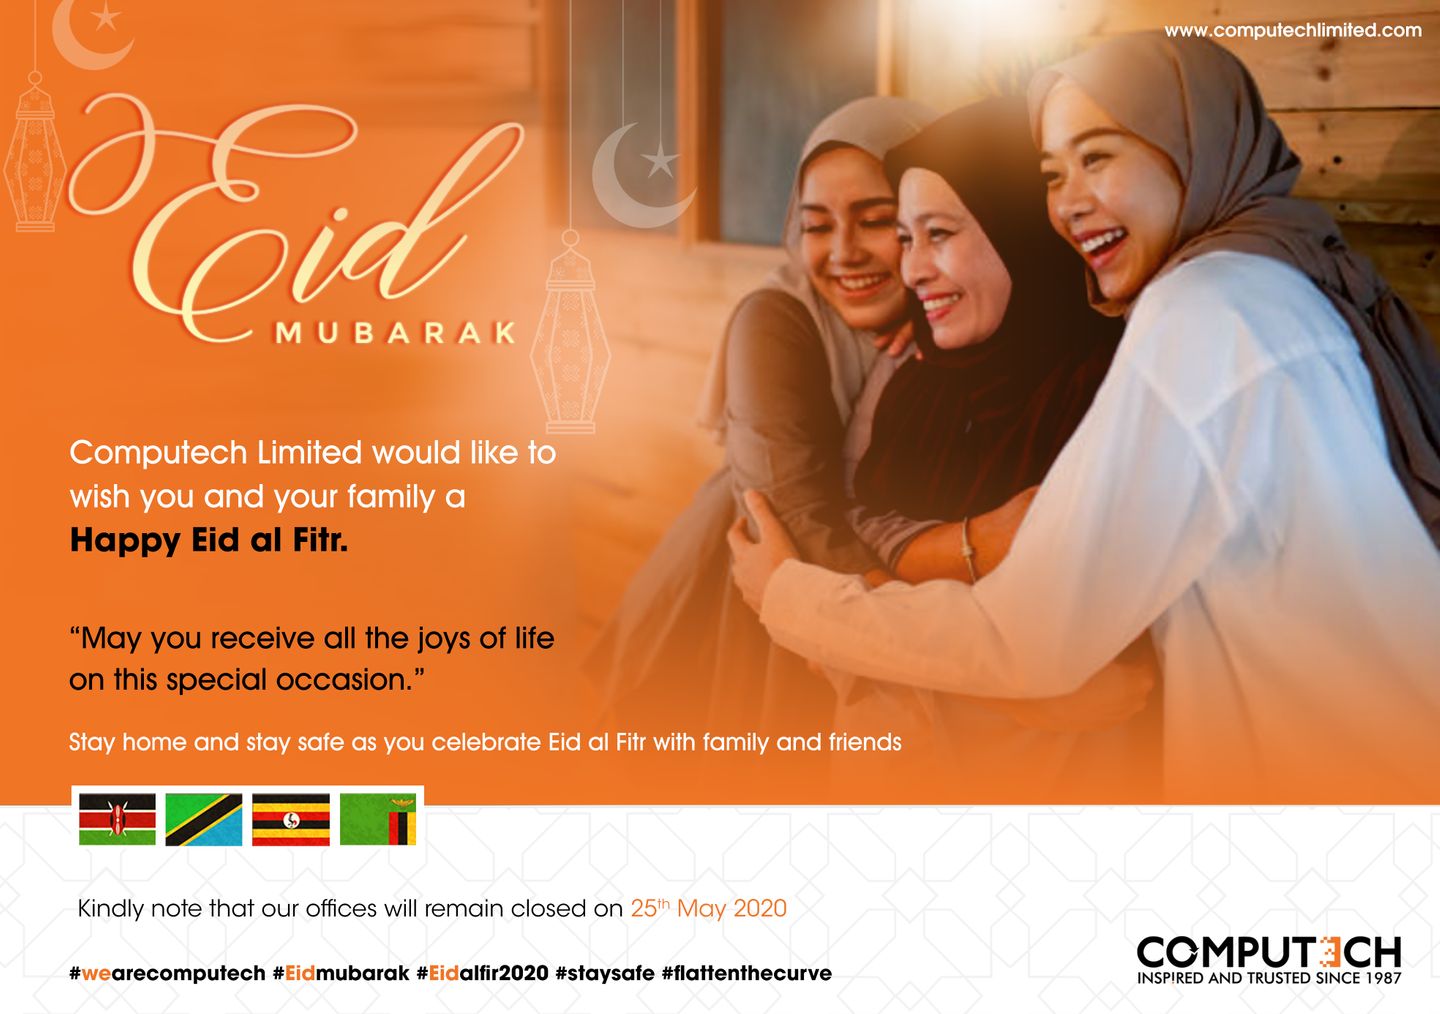 www.computechlimited.com
Eid
MUBARAK
Computech Limited would like to
wish you and your family a
Happy Eid al Fitr.
“May you receive all the joys of life
on this special occasion.”
Stay home and stay safe as you celebrate Eid al Fitr with family and friends
Kindly note that our offices will remain closed on 25th May 2020
#wearecomputech #Eidmubarak #Eidalfir2020 #staysafe #flattenthecurve
COMPUTECH
INSPIRED AND TRUSTED SINCE 1987